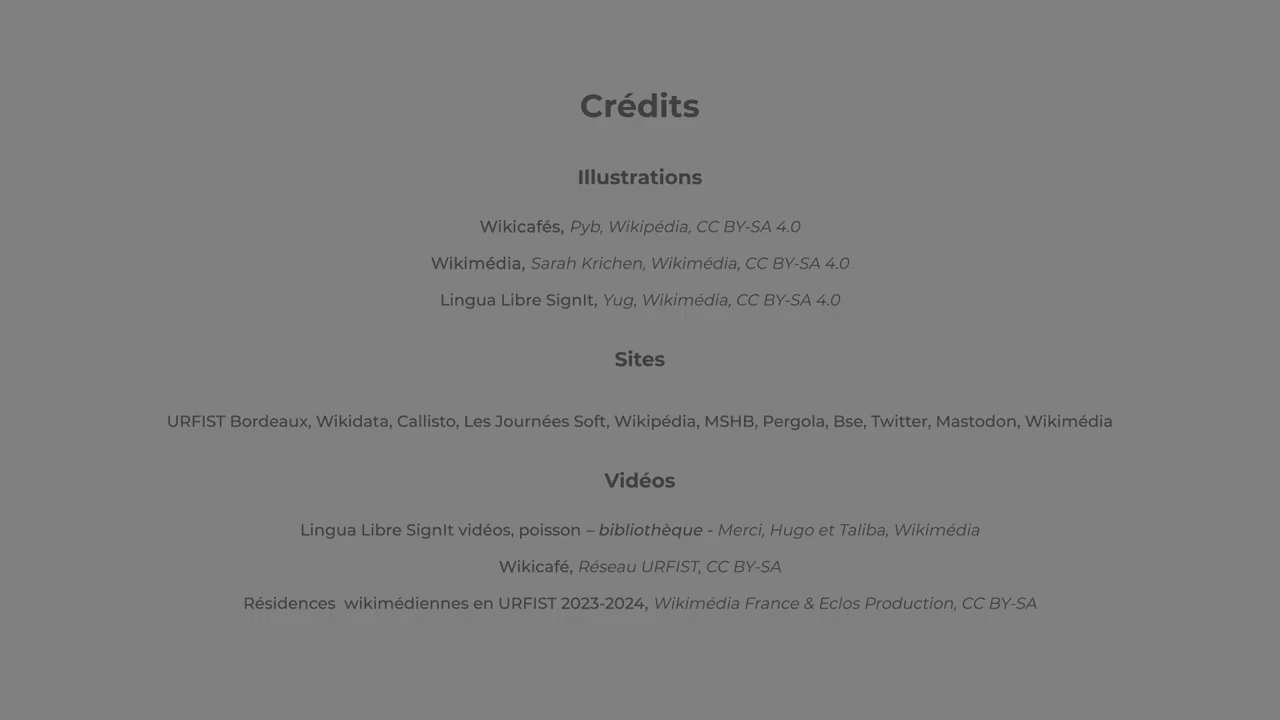 Crédits
Illustrations
Wikicafés, Pyb, Wikipédia, CC BY-SA 4.0
Wikimédia, Sarah Krichen, Wikimédia, CC BY-SA 4.0
Lingua Libre SignIt, Yug, Wikimédia, CC BY-SA 4.0
Sites
URFIST Bordeaux, Wikidata, Callisto, Les Journées Soft, Wikipédia, MSHB, Pergola, Bse, Twitter, Mastodon, Wikimédia
Vidéos
Lingua Libre SignIt vidéos, poisson – bibliothèque - Merci, Hugo et Taliba, Wikimédia
Wikicafé, Réseau URFIST, CC BY-SA
Résidences  wikimédiennes en URFIST 2023-2024, Wikimédia France & Eclos Production, CC BY-SA